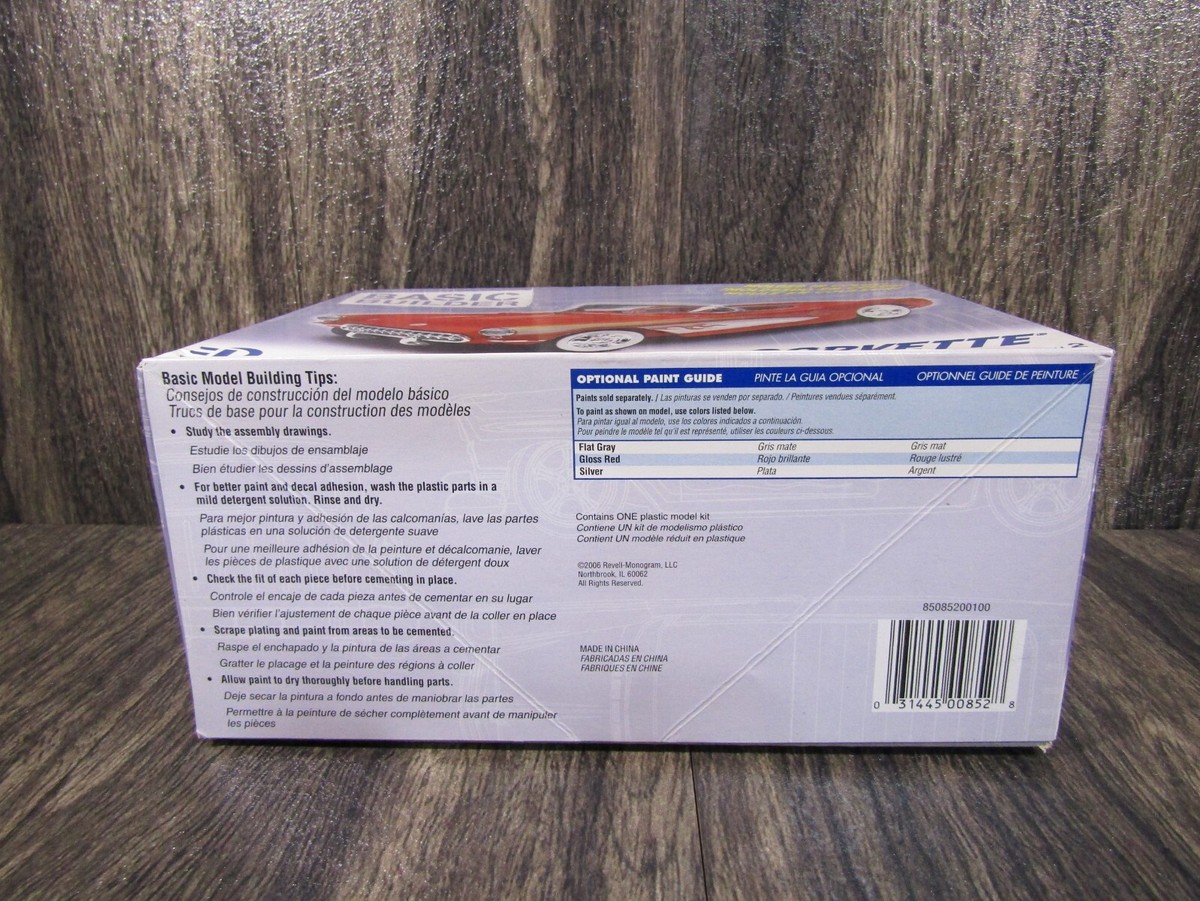 BASIC
BUILDER
CORVETTE
Basic Model Building Tips:
Consejos de construcción del modelo básico
Trucs de base pour la construction des modèles
• Study the assembly drawings.
Estudie los dibujos de ensamblaje
Bien étudier les dessins d'assemblage
• For better paint and decal adhesion, wash the plastic parts in a
mild detergent solution. Rinse and dry.
Para mejor pintura y adhesión de las calcomanías, lave las partes
plásticas en una solución de detergente suave
Pour une meilleure adhésion de la peinture et décalcomanie, laver
les pièces de plastique avec une solution de détergent doux
• Check the fit of each piece before cementing in place.
Controle el encaje de cada pieza antes de cementar en su lugar
Bien vérifier l'ajustement de chaque pièce avant de la coller en place
• Scrape plating and paint from areas to be cemented.
Raspe el enchapado y la pintura de las áreas a cementar
Gratter le placage et la peinture des régions à coller
• Allow paint to dry thoroughly before handling parts.
Deje secar la pintura a fondo antes de maniobrar las partes
Permettre à la peinture de sécher complètement avant de manipuler
les pièces
OPTIONAL PAINT GUIDE PINTE LA GUIA OPCIONAL OPTIONNEL GUIDE DE PEINTURE
Paints sold separately. / Las pinturas se venden por separado. / Peintures vendues séparément.
To paint as shown on model, use colors listed below.
Para pintar igual al modelo, use los colores indicados a continuación.
Pour peindre le modèle tel qu'il est représenté, utiliser les couleurs ci-dessous.
Flat Gray Gris mate Gris mat
Gloss Red Rojo brillante Rouge lustré
Silver Plata Argent
Contains ONE plastic model kit
Contiene UN kit de modelismo plástico
Contient UN modèle réduit en plastique
©2006 Revell-Monogram, LLC
Northbrook, IL 60062
All Rights Reserved.
MADE IN CHINA
FABRICADAS EN CHINA
FABRIQUES EN CHINE
85085200100
0 31445 00852 8